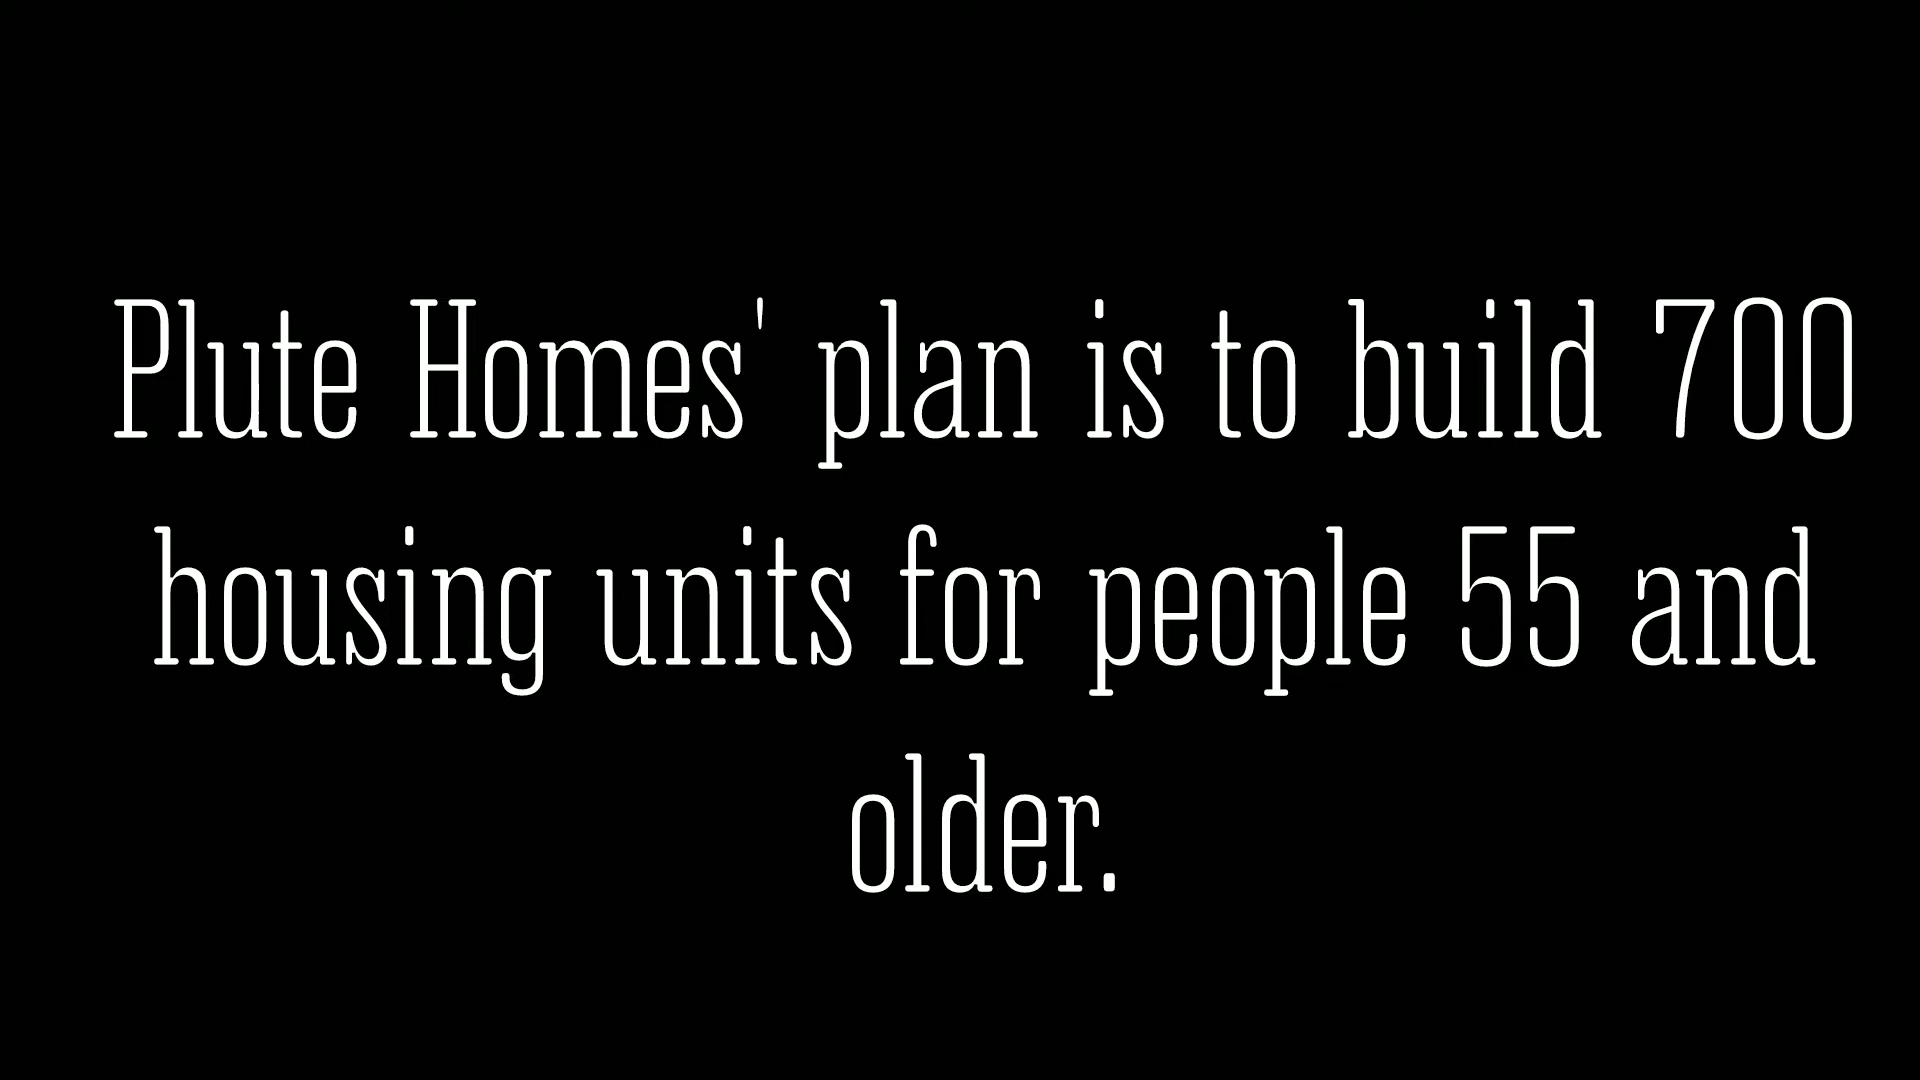 Plute Homes' plan is to build 700
housing units for people 55 and
older.